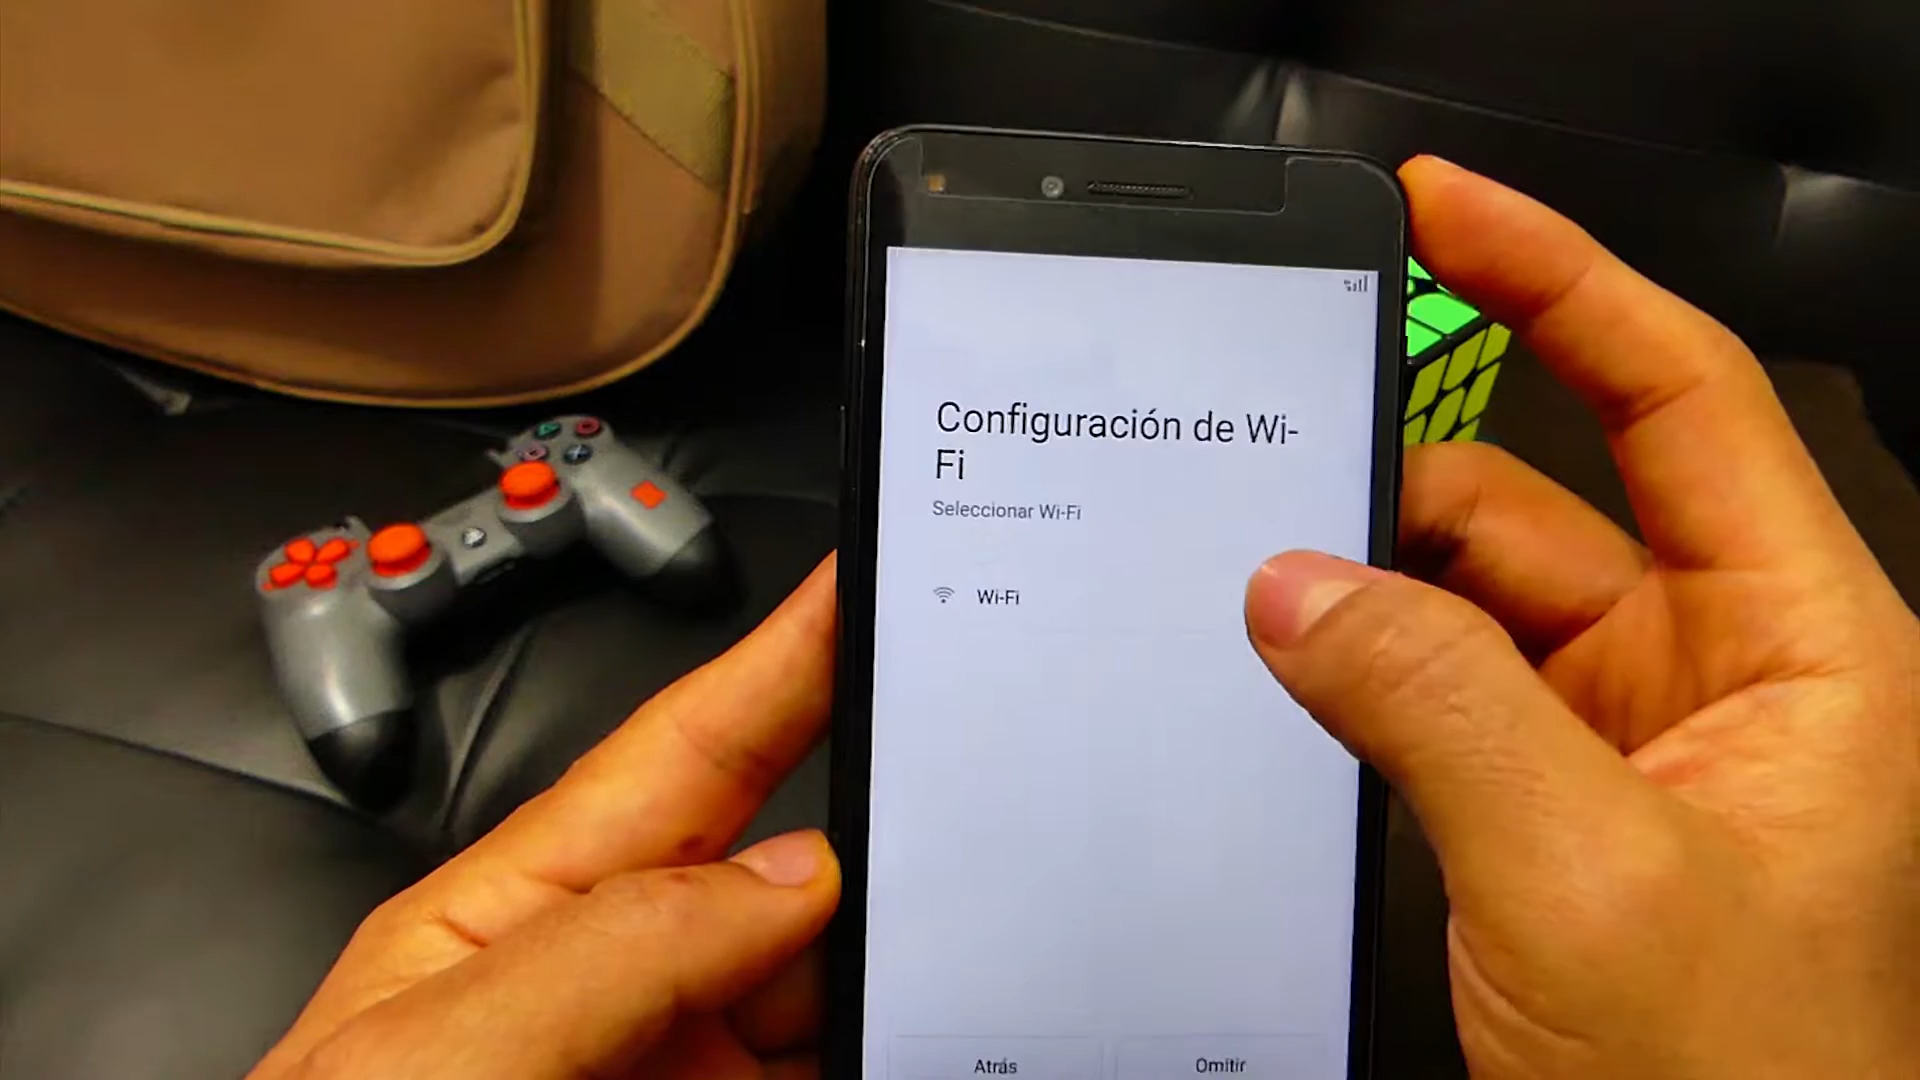 Configuración de Wi-
Fi
Seleccionar Wi-Fi
Wi-Fi
Atrás
Omitir